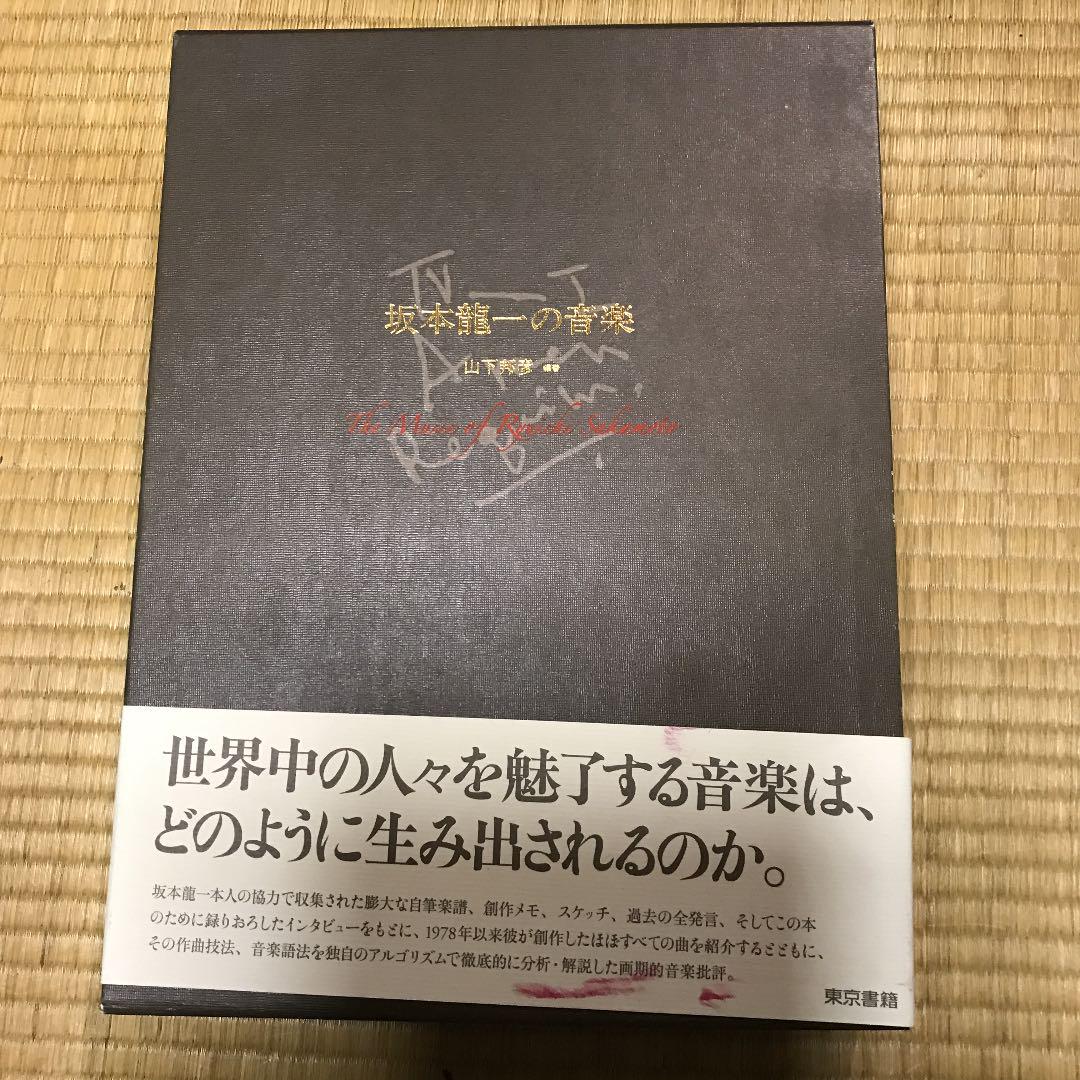 坂本龍一の音楽
山下邦彦 編著
The Music of Ryuichi Sakamoto
世界中の人々を魅了する音楽は、
どのように生み出されるのか。
坂本龍一本人の協力で収集された膨大な自筆楽譜、創作メモ、スケッチ、過去の全発言、そしてこの本
のために録りおろしたインタビューをもとに、1978年以来彼が創作したほぼすべての曲を紹介するとともに、
その作曲技法、音楽語法を独自のアルゴリズムで徹底的に分析・解説した画期的音楽批評。
東京書籍